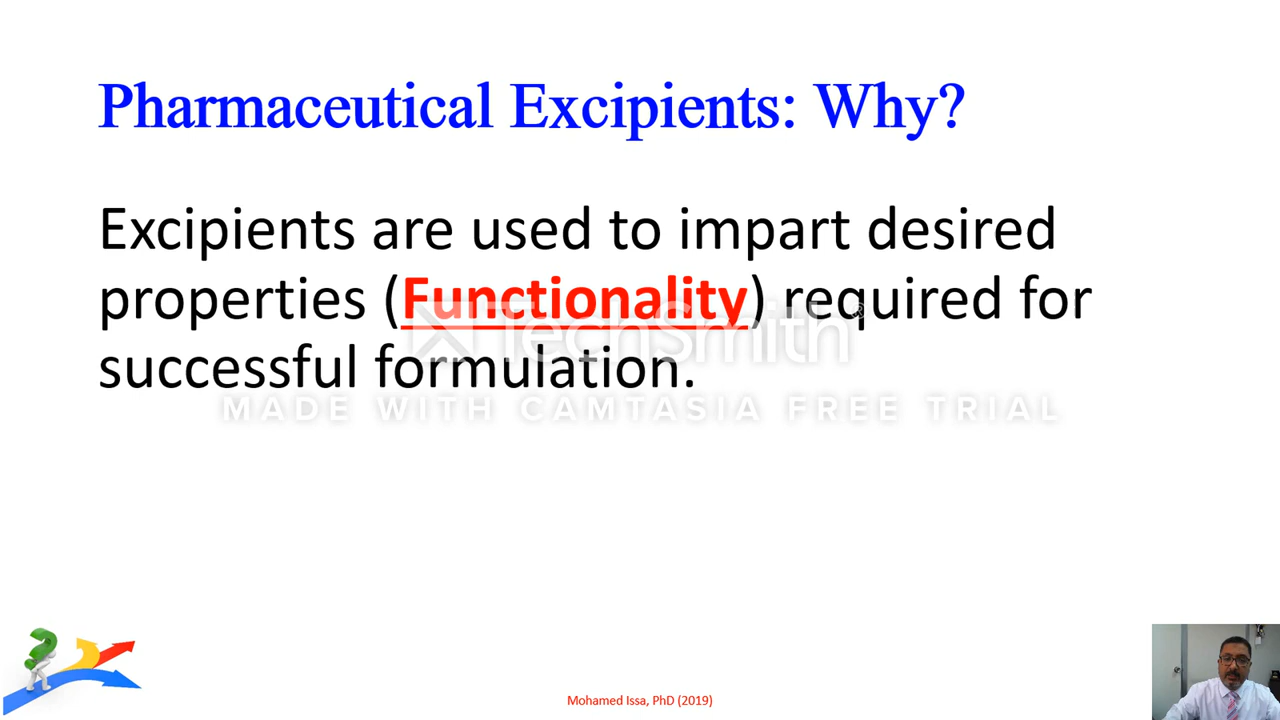 Pharmaceutical Excipients: Why?
Excipients are used to impart desired
properties (Functionality) required for
successful formulation.
TechSmith®
MADE WITH CAMTASIA FREE TRIAL
Mohamed Issa, PhD (2019)